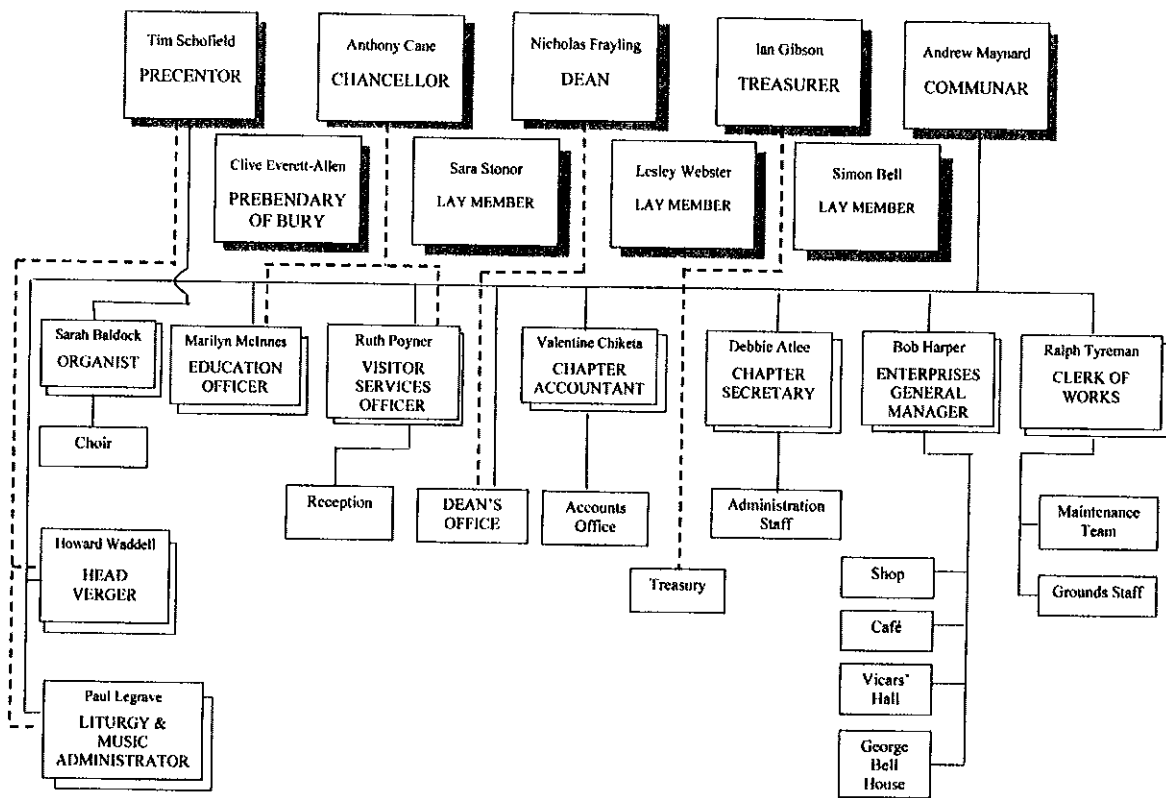 Tim Schofield
PRECENTOR
Anthony Cane
CHANCELLOR
Nicholas Frayling
DEAN
Ian Gibson
TREASURER
Andrew Maynard
COMMUNAR
Clive Everett-Allen
PREBENDARY
OF BURY
Sara Stonor
LAY MEMBER
Lesley Webster
LAY MEMBER
Simon Bell
LAY MEMBER
Sarah Baldock
ORGANIST
Marilyn McInnes
EDUCATION
OFFICER
Ruth Poyner
VISITOR
SERVICES
OFFICER
Valentine Chiketa
CHAPTER
ACCOUNTANT
Debbie Atlee
CHAPTER
SECRETARY
Bob Harper
ENTERPRISES
GENERAL
MANAGER
Ralph Tyreman
CLERK OF
WORKS
Choir
Reception
DEAN'S
OFFICE
Accounts
Office
Administration
Staff
Maintenance
Team
Howard Waddell
HEAD
VERGER
Treasury
Shop
Grounds Staff
Café
Vicars'
Hall
Paul Legrave
LITURGY &
MUSIC
ADMINISTRATOR
George
Bell
House